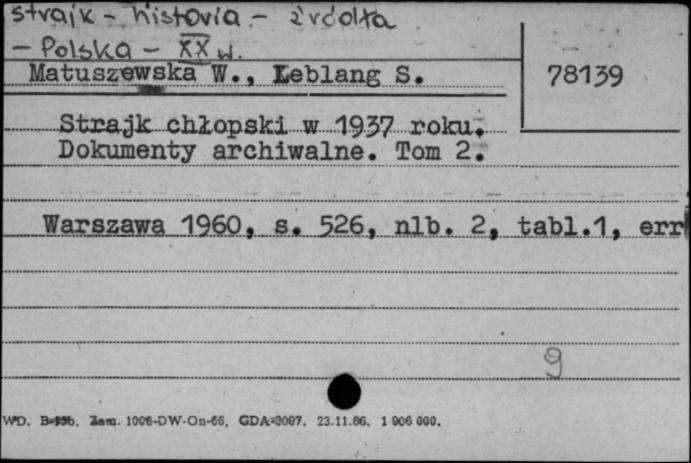 strajk - historia - źródła
- Polska - XX w.
Matuszewska W., Leblang S.
78139
Strajk chłopski w 1937 roku.
Dokumenty archiwalne. Tom 2.
Warszawa 1960, s. 526, nlb. 2, tabl.1, err
9
WD. Zam. 1006-DW-On-66. GDA-3097. 23.11.66. 1 906 000.